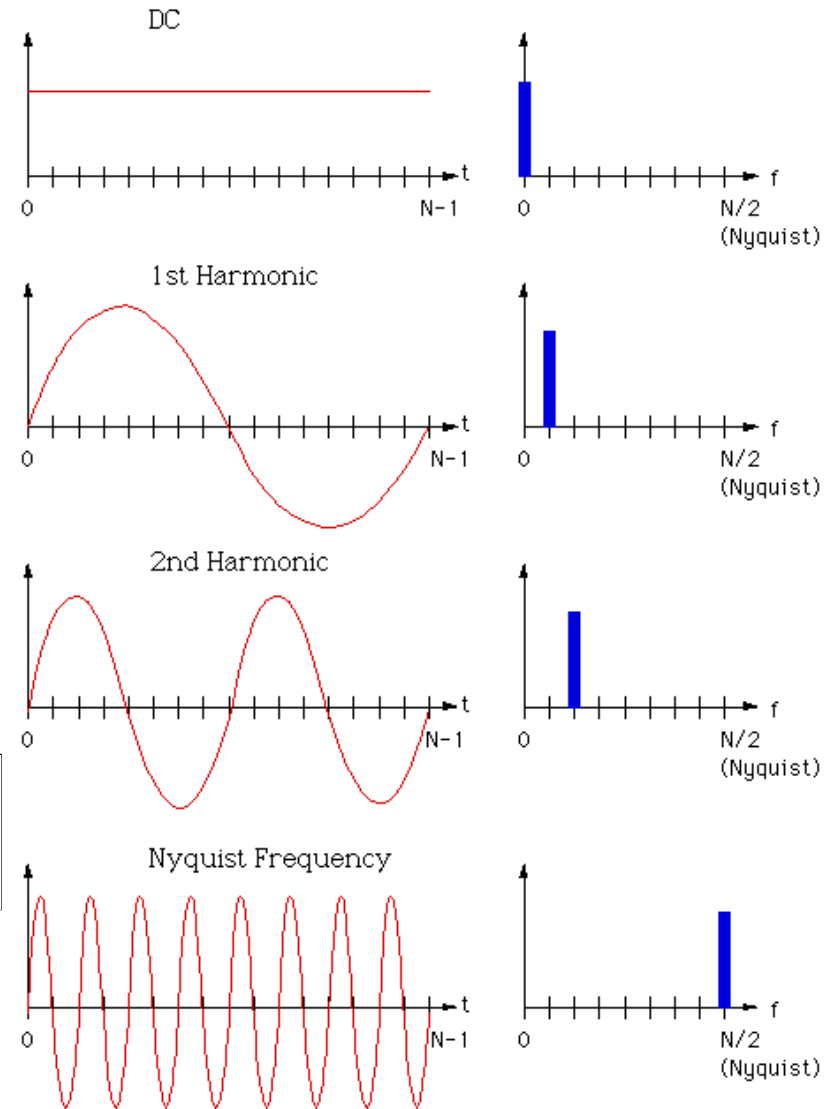 DC
t
f
0
N-1
0
N/2
(Nyquist)
1st Harmonic
t
f
0
N-1
0
N/2
(Nyquist)
2nd Harmonic
t
f
0
N-1
0
N/2
(Nyquist)
Nyquist Frequency
t
f
0
N-1
0
N/2
(Nyquist)